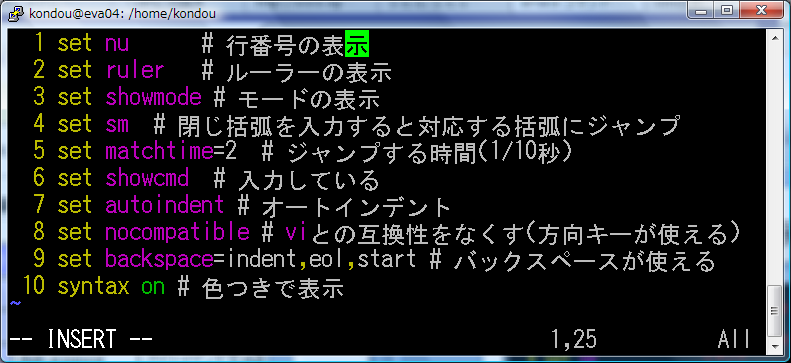 kondou@eva04: /home/kondou
1 set nu # 行番号の表示
2 set ruler # ルーラーの表示
3 set showmode # モードの表示
4 set sm # 閉じ括弧を入力すると対応する括弧にジャンプ
5 set matchtime=2 # ジャンプする時間(1/10秒)
6 set showcmd # 入力している
7 set autoindent # オートインデント
8 set nocompatible # viとの互換性をなくす(方向キーが使える)
9 set backspace=indent,eol,start # バックスペースが使える
10 syntax on # 色つきで表示
~
-- INSERT -- 1,25 All